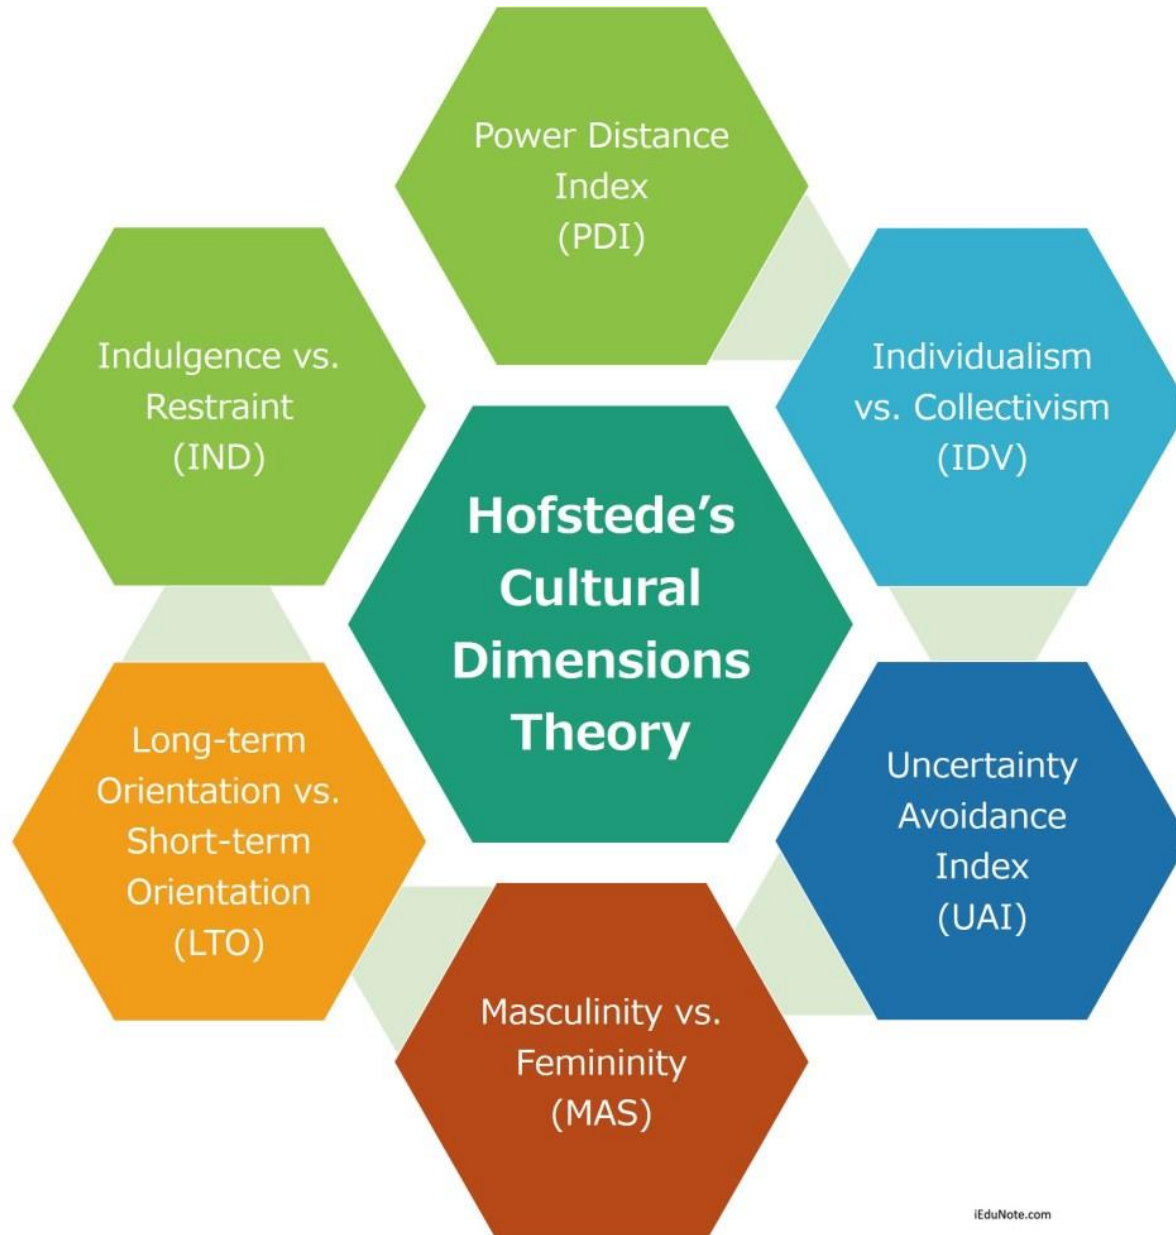 Power Distance
Index
(PDI)
Individualism
vs. Collectivism
(IDV)
Uncertainty
Avoidance
Index
(UAI)
Masculinity vs.
Femininity
(MAS)
Long-term
Orientation vs.
Short-term
Orientation
(LTO)
Indulgence vs.
Restraint
(IND)
Hofstede’s
Cultural
Dimensions
Theory
iEduNote.com